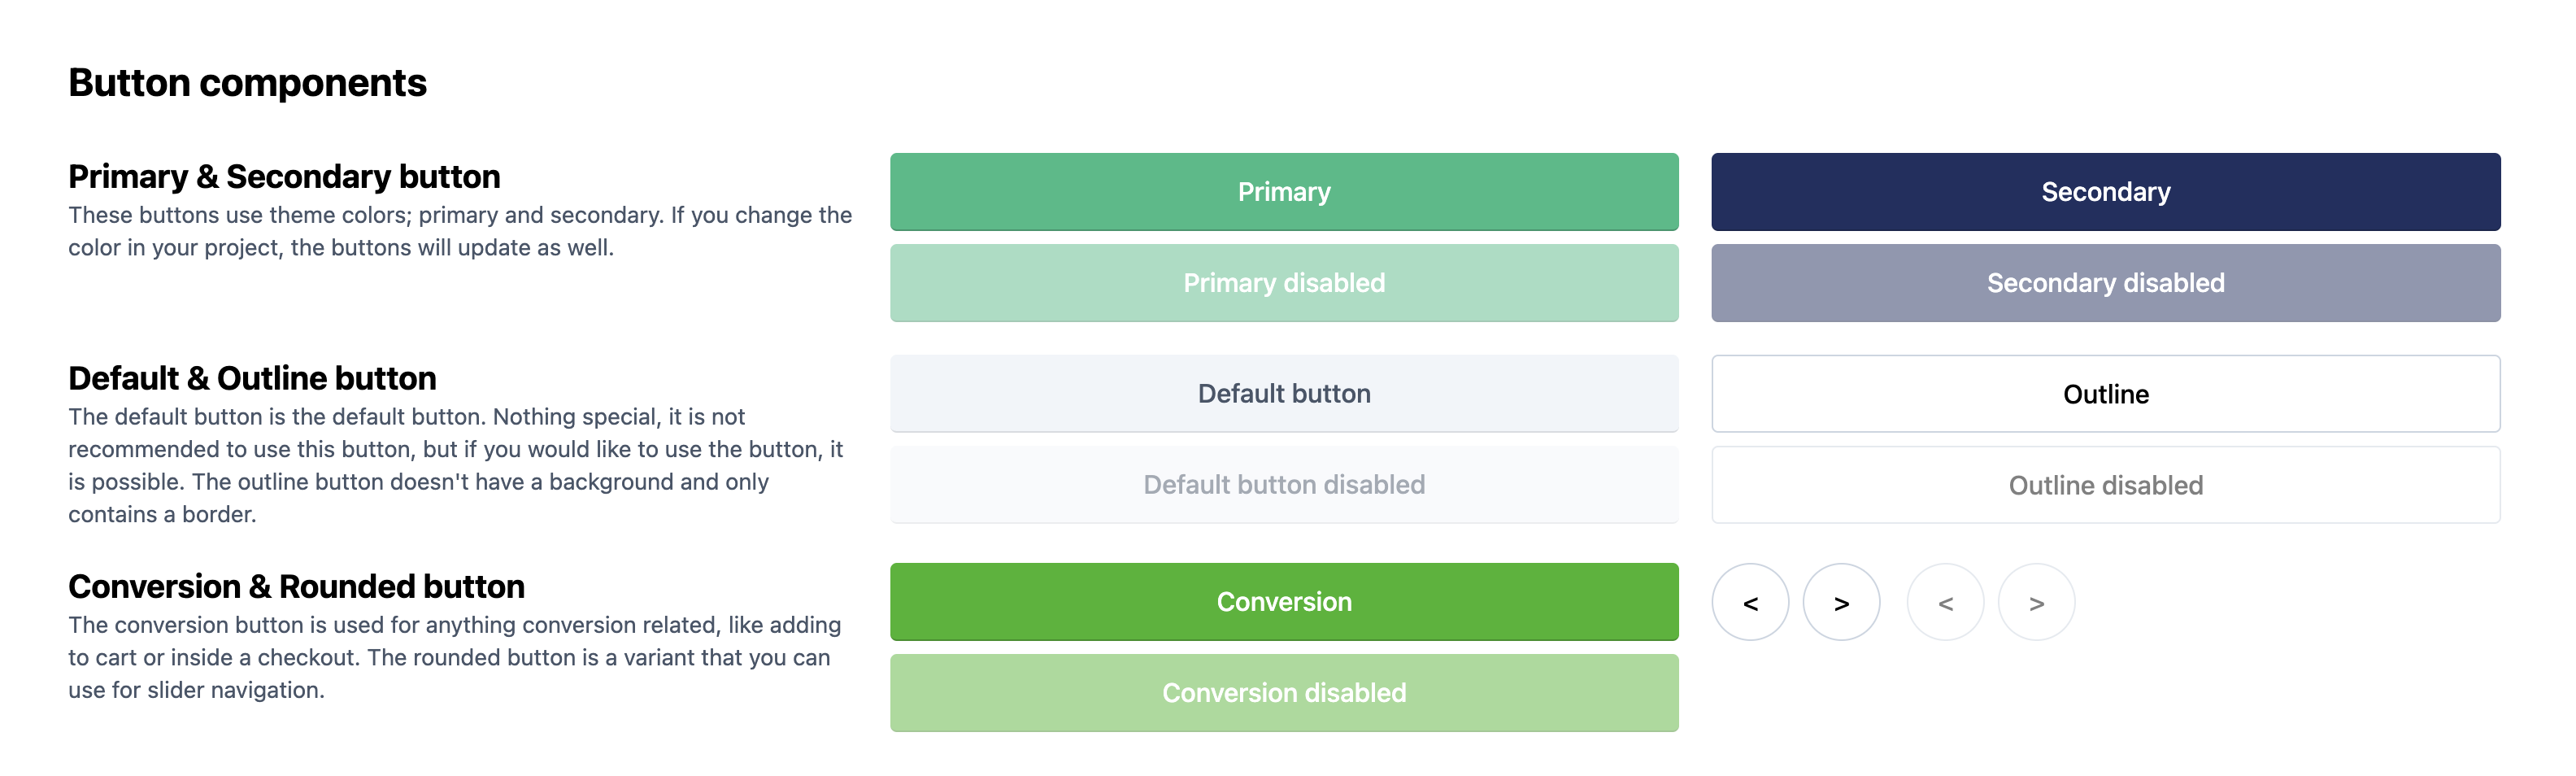 Button components
Primary & Secondary button
These buttons use theme colors; primary and secondary. If you change the
color in your project, the buttons will update as well.
Primary
Secondary
Primary disabled
Secondary disabled
Default & Outline button
The default button is the default button. Nothing special, it is not
recommended to use this button, but if you would like to use the button, it
is possible. The outline button doesn't have a background and only
contains a border.
Default button
Outline
Default button disabled
Outline disabled
Conversion & Rounded button
The conversion button is used for anything conversion related, like adding
to cart or inside a checkout. The rounded button is a variant that you can
use for slider navigation.
Conversion
< > < >
Conversion disabled